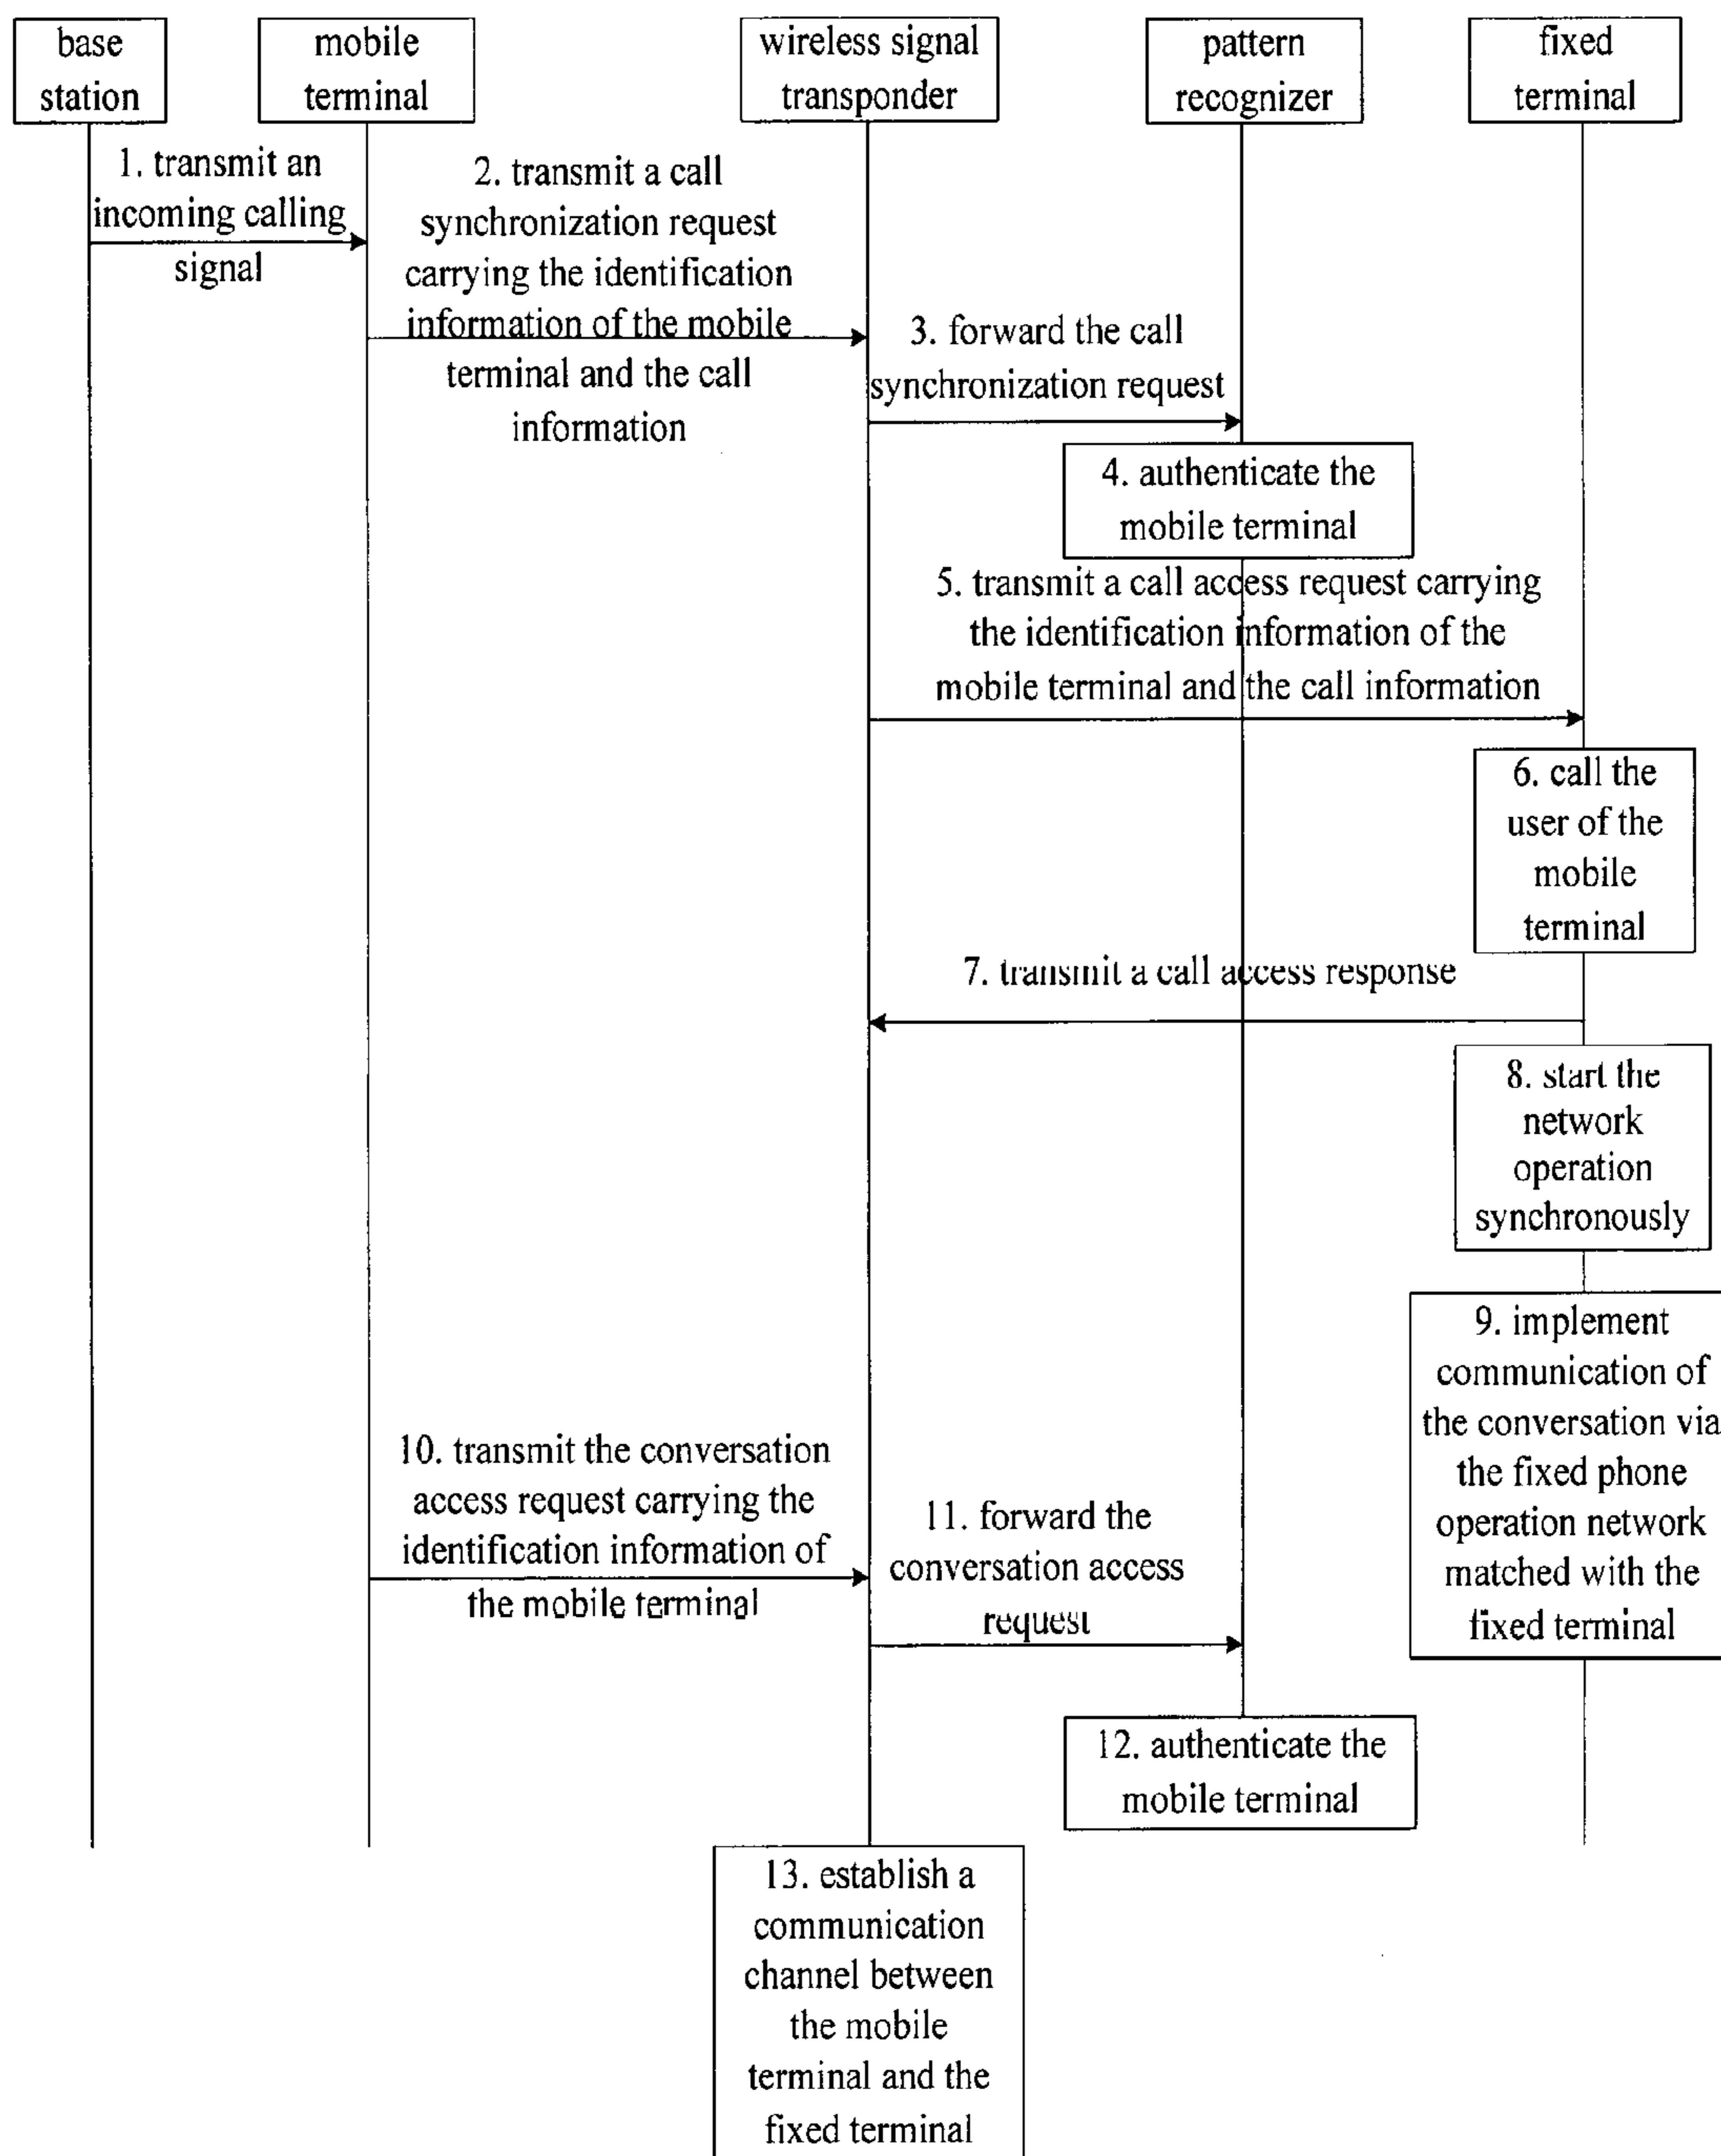 base
station
mobile
terminal
wireless signal
transponder
pattern
recognizer
fixed
terminal
1. transmit an
incoming calling
signal
2. transmit a call
synchronization request
carrying the identification
information of the mobile
terminal and the call
information
3. forward the call
synchronization request
4. authenticate the
mobile terminal
5. transmit a call access request carrying
the identification information of the
mobile terminal and the call information
6. call the
user of the
mobile
terminal
7. transmit a call access response
8. start the
network
operation
synchronously
9. implement
communication of
the conversation via
the fixed phone
operation network
matched with the
fixed terminal
10. transmit the conversation
access request carrying the
identification information of
the mobile terminal
11. forward the
conversation access
request
12. authenticate the
mobile terminal
13. establish a
communication
channel between
the mobile
terminal and the
fixed terminal